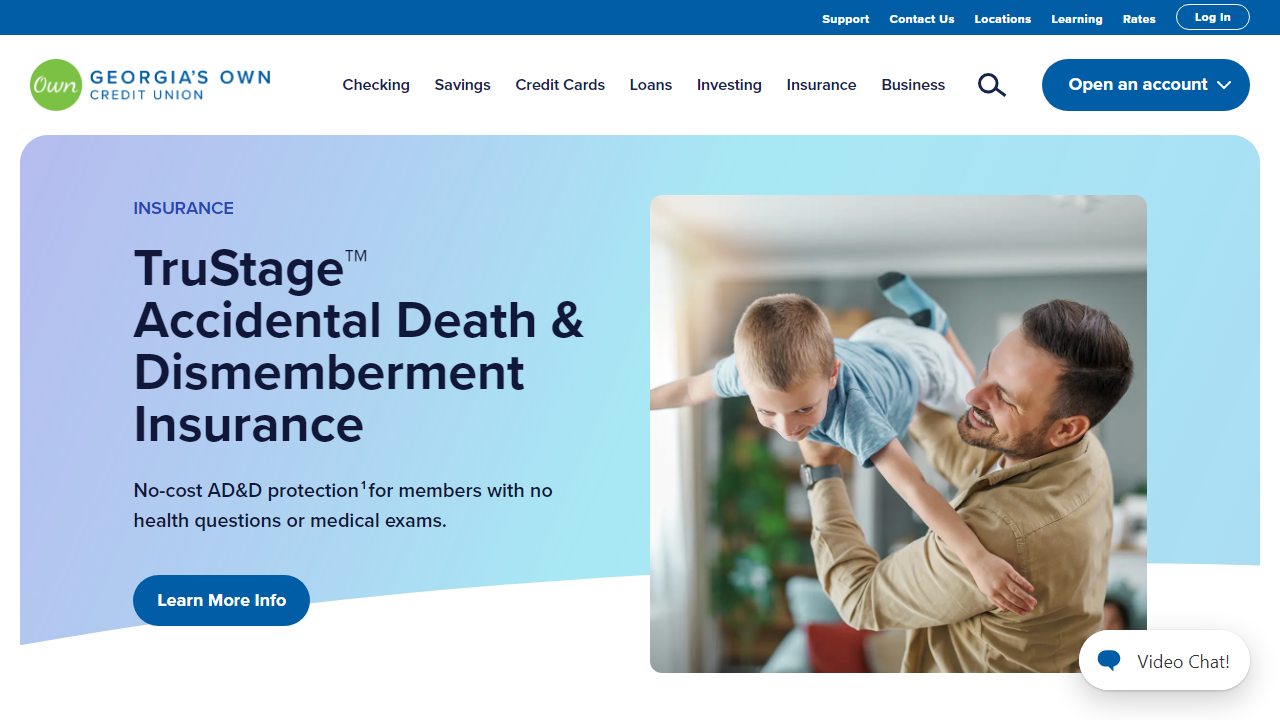 Support Contact Us Locations Learning Rates Log In
Own GEORGIA'S OWN
CREDIT UNION
Checking Savings Credit Cards Loans Investing Insurance Business Open an account
INSURANCE
TruStage™
Accidental Death &
Dismemberment
Insurance
No-cost AD&D protection¹ for members with no
health questions or medical exams.
Learn More Info
Video Chat!